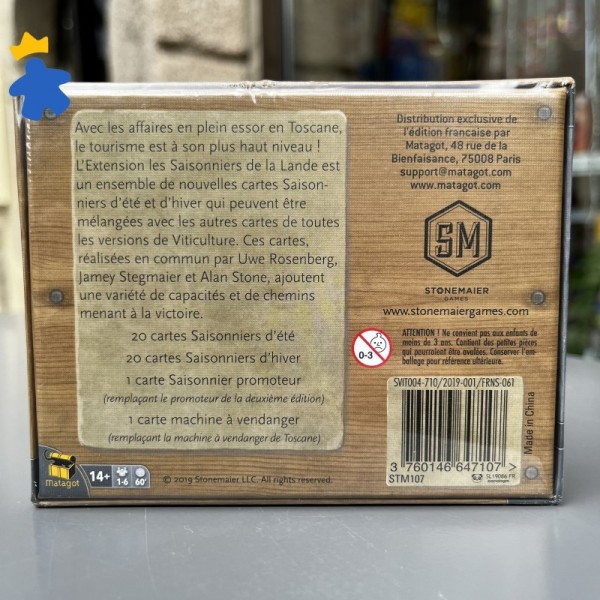 Avec les affaires en plein essor en Toscane,
le tourisme est à son plus haut niveau !
L'Extension les Saisonniers de la Lande est
un ensemble de nouvelles cartes Saison-
niers d'été et d'hiver qui peuvent être
mélangées avec les autres cartes de toutes
les versions de Viticulture. Ces cartes,
réalisées en commun par Uwe Rosenberg,
Jamey Stegmaier et Alan Stone, ajoutent
une variété de capacités et de chemins
menant à la victoire.
20 cartes Saisonniers d'été
20 cartes Saisonniers d'hiver
1 carte Saisonnier promoteur
(remplaçant le promoteur de la deuxième édition)
1 carte machine à vendanger
(remplaçant la machine à vendanger de Toscane)
Distribution exclusive de
l'édition française par
Matagot, 48 rue de la
Bienfaisance, 75008 Paris
support@matagot.com
www.matagot.com
SM
STONEMAIER
GAMES
www.stonemaiergames.com
0-3
ATTENTION ! Ne convient pas aux enfants de
moins de 3 ans. Contient des petites pièces
qui pourraient être avalées. Conserver l'em-
ballage pour référence ultérieure.
SVIT004-710/2019-001/FRNS-061
3 760146 647107 >
STM107
Made in China
matagot
14+
1-6
60'
© 2019 Stonemaier LLC. All rights reserved.